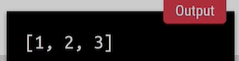 Output
[1, 2, 3]